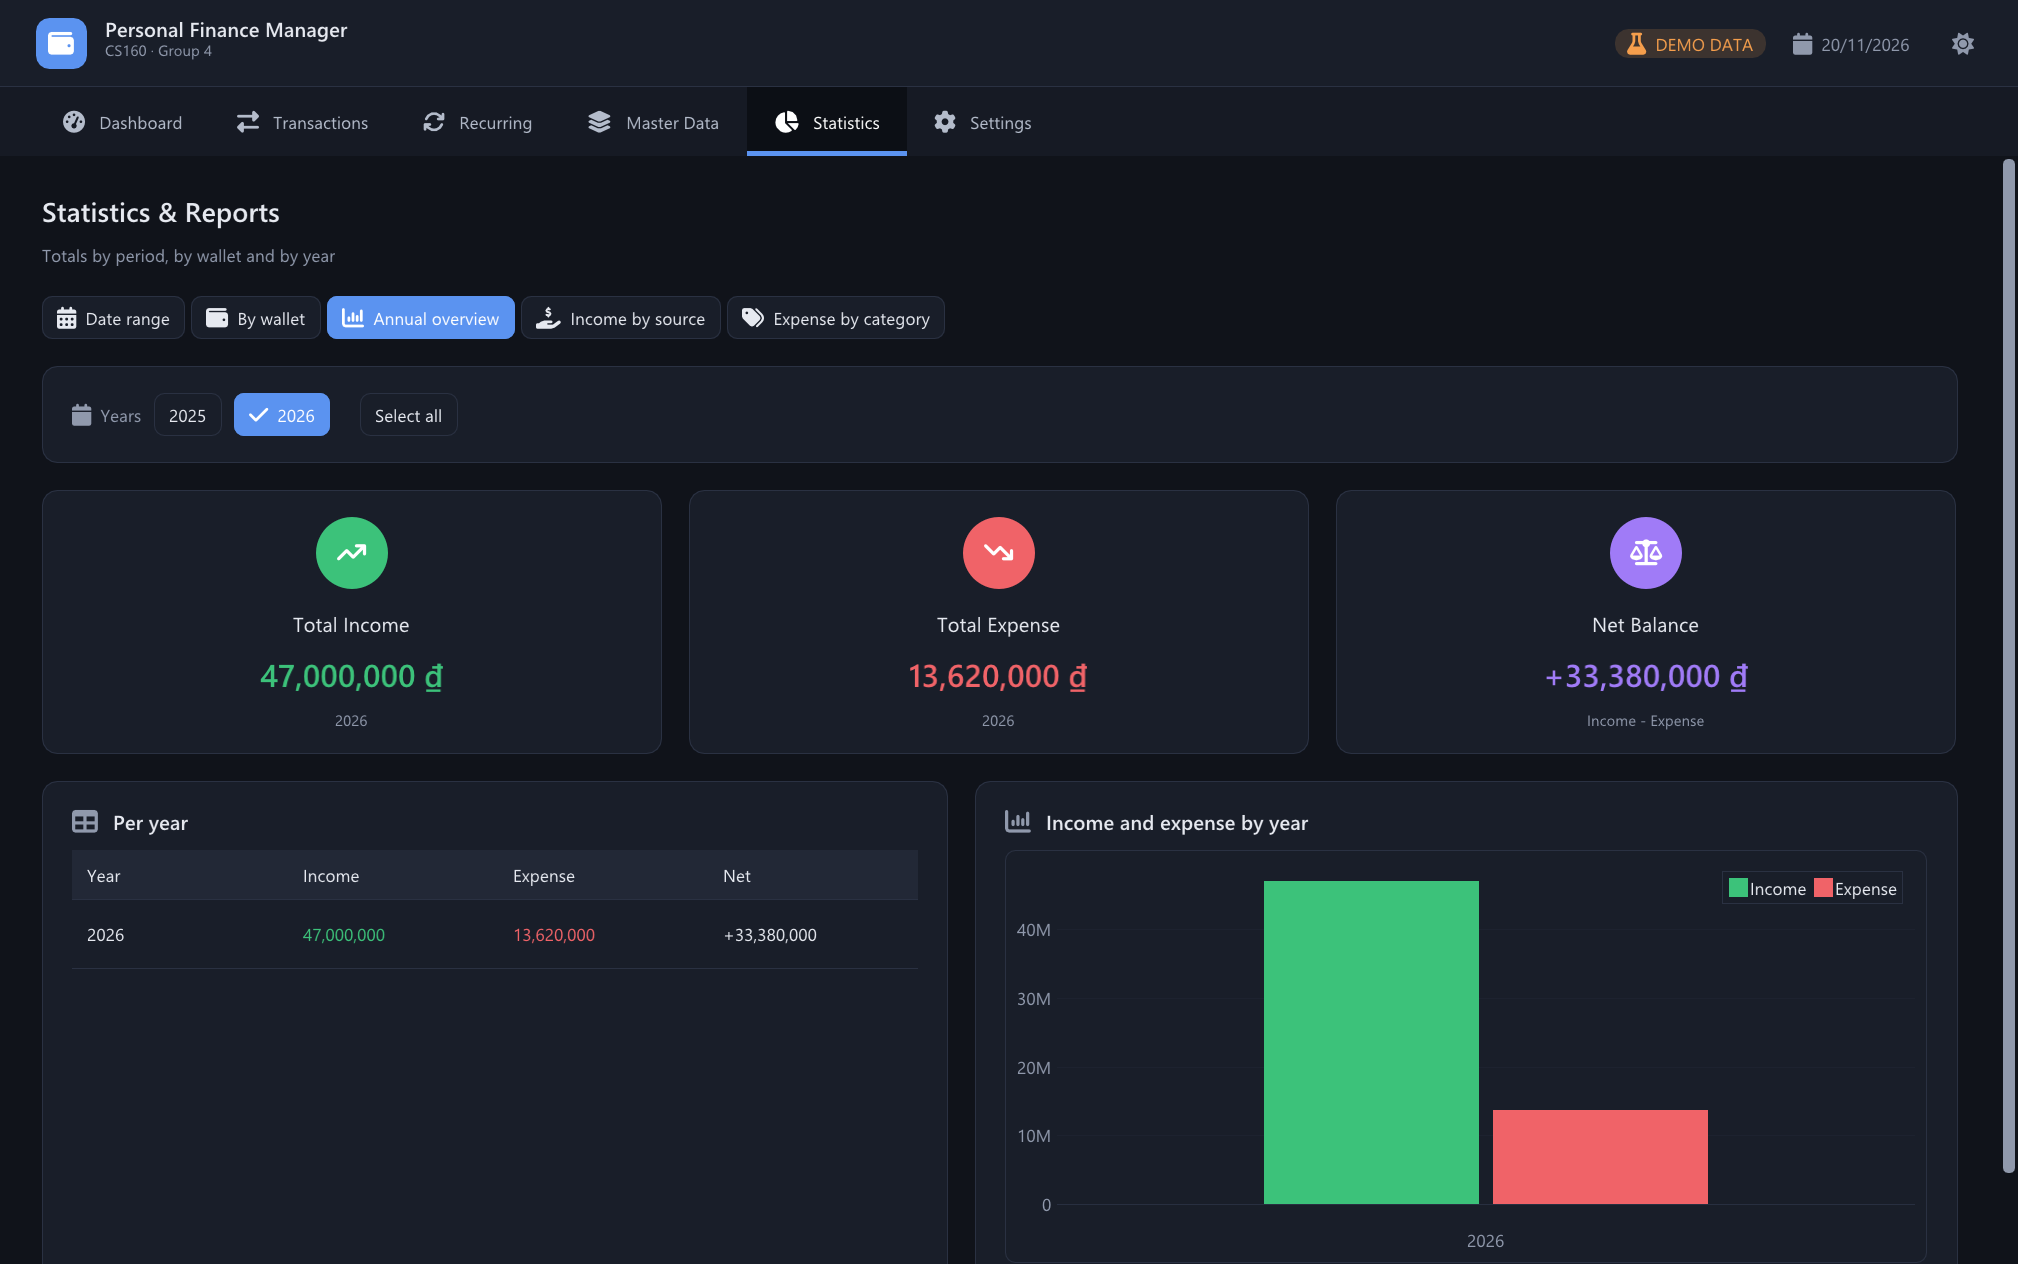 Personal Finance Manager
CS160 · Group 4
DEMO DATA
20/11/2026
Dashboard
Transactions
Recurring
Master Data
Statistics
Settings
Statistics & Reports
Totals by period, by wallet and by year
Date range
By wallet
Annual overview
Income by source
Expense by category
Years
2025
2026
Select all
Total Income
47,000,000 ₫
2026
Total Expense
13,620,000 ₫
2026
Net Balance
+33,380,000 ₫
Income - Expense
Per year
Year Income Expense Net
2026 47,000,000 13,620,000 +33,380,000
Income and expense by year
Income Expense
40M
30M
20M
10M
0
2026